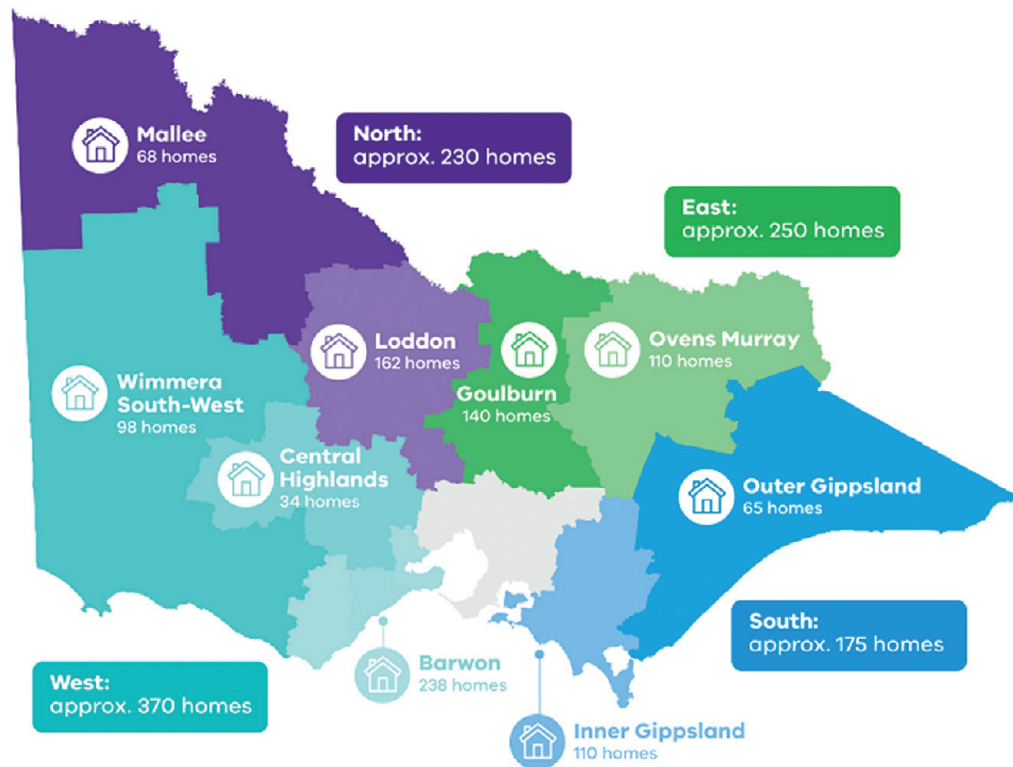 Mallee
68 homes
North:
approx. 230 homes
East:
approx. 250 homes
Loddon
162 homes
Goulburn
140 homes
Ovens Murray
110 homes
Wimmera
South-West
98 homes
Central
Highlands
34 homes
Outer Gippsland
65 homes
South:
approx. 175 homes
Barwon
238 homes
West:
approx. 370 homes
Inner Gippsland
110 homes